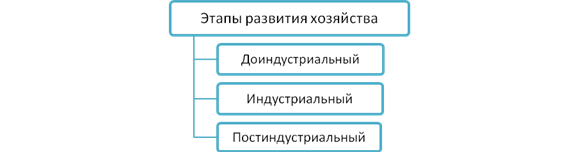 Этапы развития хозяйства
Доиндустриальный
Индустриальный
Постиндустриальный